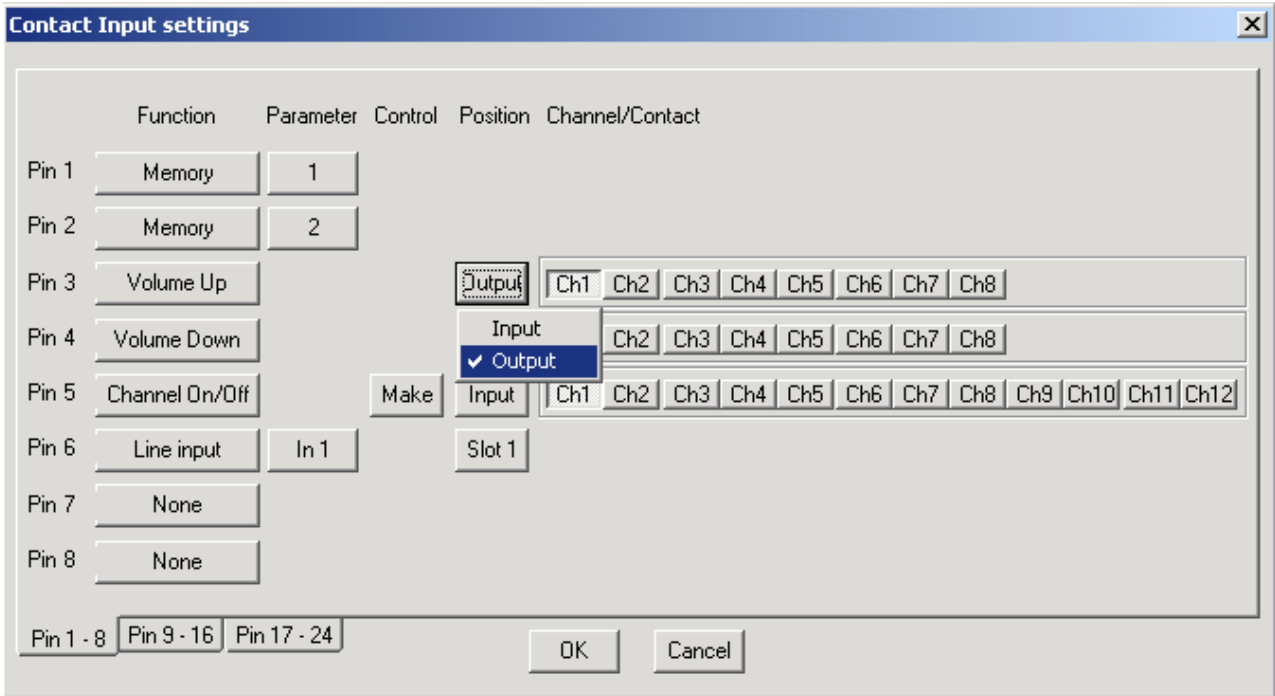 Contact Input settings
Function Parameter Control Position Channel/Contact
Pin 1 Memory 1
Pin 2 Memory 2
Pin 3 Volume Up Output Ch1 Ch2 Ch3 Ch4 Ch5 Ch6 Ch7 Ch8
Input
Pin 4 Volume Down Ch2 Ch3 Ch4 Ch5 Ch6 Ch7 Ch8
Output
Pin 5 Channel On/Off Make Input Ch1 Ch2 Ch3 Ch4 Ch5 Ch6 Ch7 Ch8 Ch9 Ch10 Ch11 Ch12
Pin 6 Line input In 1 Slot 1
Pin 7 None
Pin 8 None
Pin 1 - 8 Pin 9 - 16 Pin 17 - 24
OK Cancel